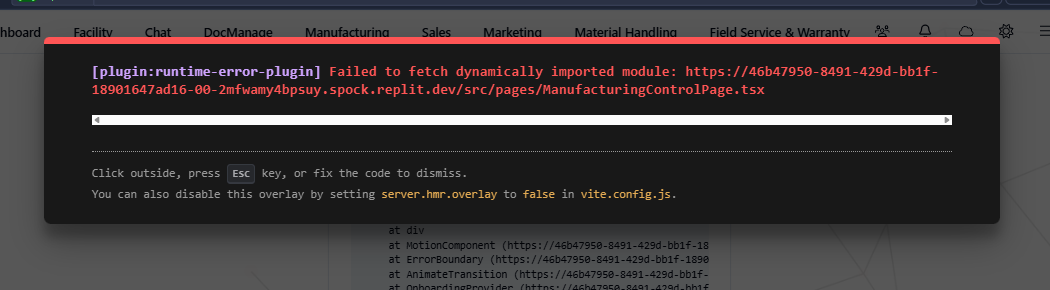 hboard Facility Chat DocManage Manufacturing Sales Marketing Material Handling Field Service & Warranty
[plugin:runtime-error-plugin] Failed to fetch dynamically imported module: https://46b47950-8491-429d-bb1f-
18901647ad16-00-2mfwamy4bpsuy.spock.replit.dev/src/pages/ManufacturingControlPage.tsx
Click outside, press Esc key, or fix the code to dismiss.
You can also disable this overlay by setting server.hmr.overlay to false in vite.config.js.
at div
at MotionComponent (https://46b47950-8491-429d-bb1f-18
at ErrorBoundary (https://46b47950-8491-429d-bb1f-1890
at AnimateTransition (https://46b47950-8491-429d-bb1f-
at OnboardingProvider (https://46b47950-8491-429d-bb1f